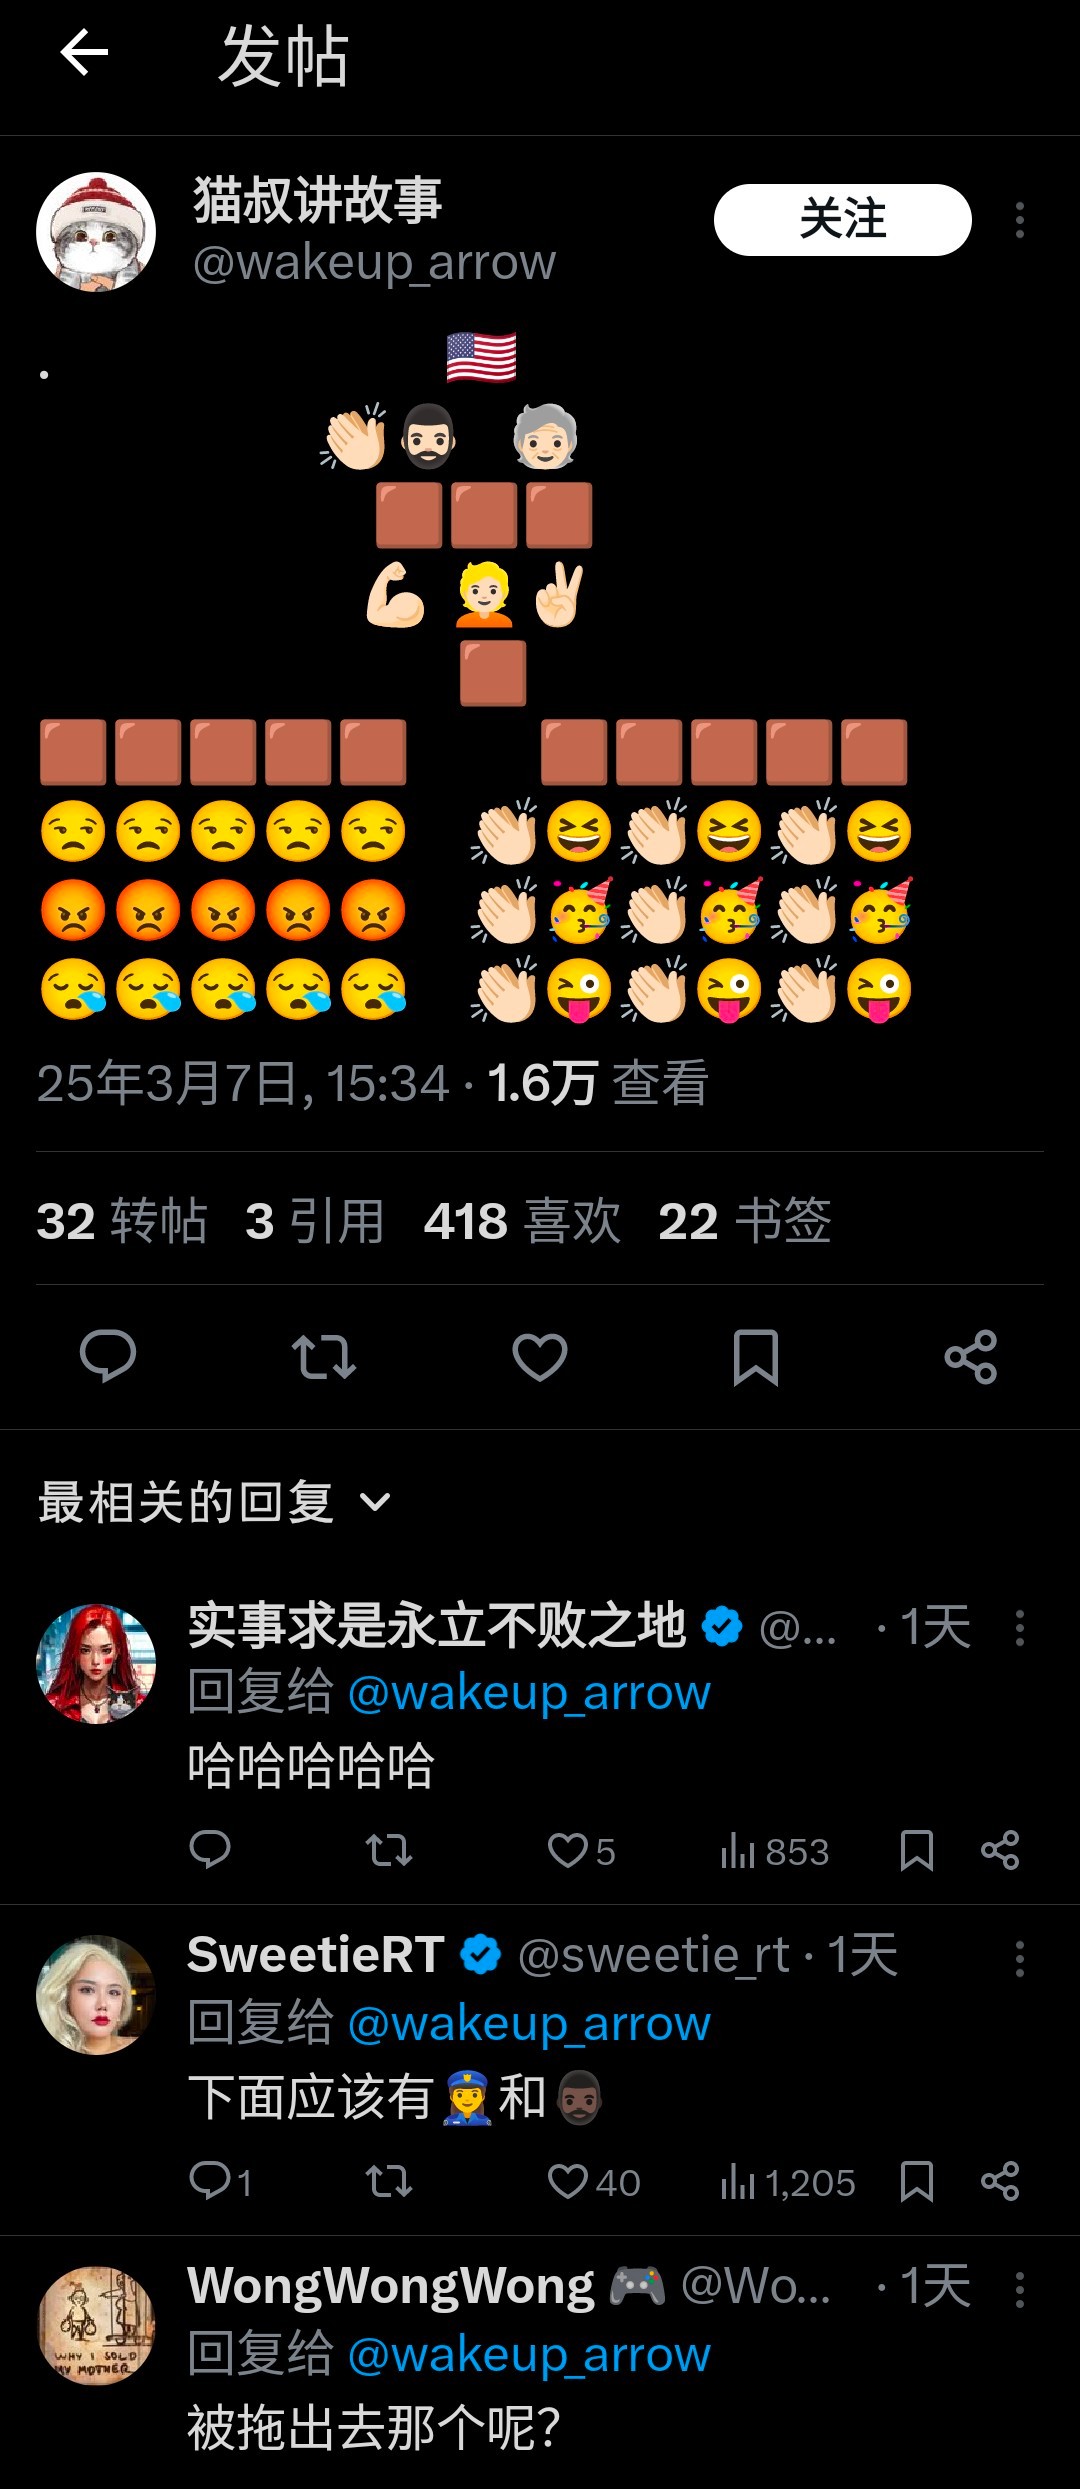 发帖
猫叔讲故事
关注
@wakeup_arrow
. 🇺🇸
👏🏻🧔🏻‍♂️ 🧓🏻
🟫🟫🟫
💪🏻 👱🏻✌🏻
🟫
🟫🟫🟫🟫🟫 🟫🟫🟫🟫🟫
😒😒😒😒😒 👏🏻😆👏🏻😆👏🏻😆
😡😡😡😡😡 👏🏻🥳👏🏻🥳👏🏻🥳
😪😪😪😪😪 👏🏻😜👏🏻😜👏🏻😜
25年3月7日, 15:34 · 1.6万 查看
32 转帖 3 引用 418 喜欢 22 书签
最相关的回复
实事求是永立不败之地 @... · 1天
回复给 @wakeup_arrow
哈哈哈哈哈
5 853
SweetieRT @sweetie_rt · 1天
回复给 @wakeup_arrow
下面应该有👮‍♀️和🧔🏿‍♂️
1 40 1,205
WongWongWong 🎮 @Wo... · 1天
回复给 @wakeup_arrow
WHY I SOLD
MY MOTHER
被拖出去那个呢？